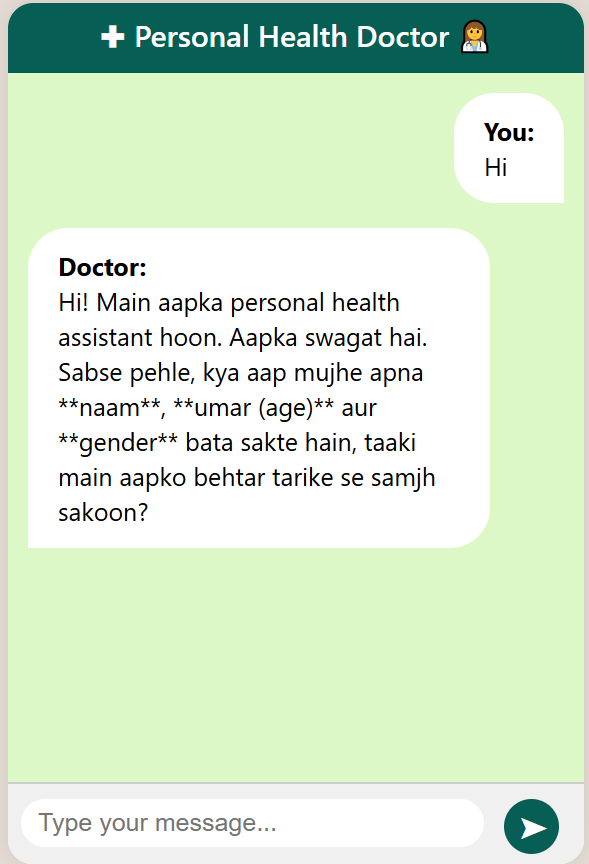 ✚ Personal Health Doctor 👩‍⚕️
You:
Hi
Doctor:
Hi! Main aapka personal health
assistant hoon. Aapka swagat hai.
Sabse pehle, kya aap mujhe apna
**naam**, **umar (age)** aur
**gender** bata sakte hain, taaki
main aapko behtar tarike se samjh
sakoon?
Type your message...